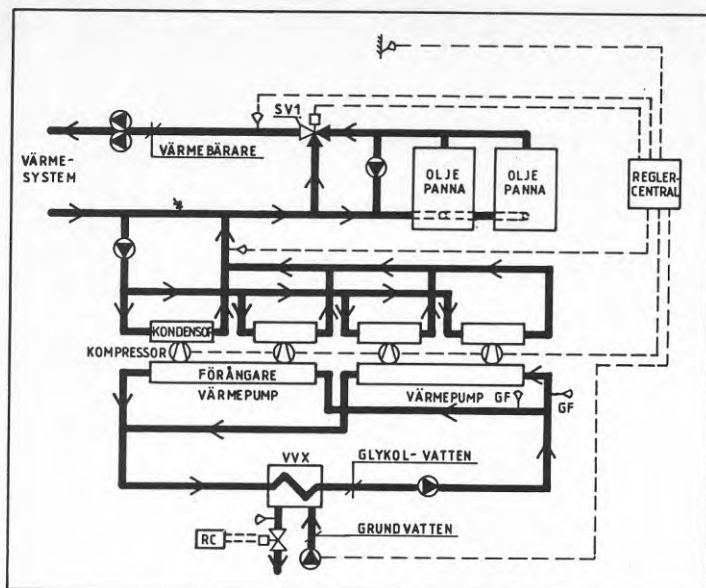 SV1
VÄRMEBÄRARE
VÄRME-
SYSTEM
OLJE
PANNA
OLJE
PANNA
REGLER-
CENTRAL
KONDENSOR
KOMPRESSOR
FÖRÅNGARE
VÄRMEPUMP
VÄRMEPUMP
GF
GF
VVX
GLYKOL-VATTEN
RC
GRUNDVATTEN